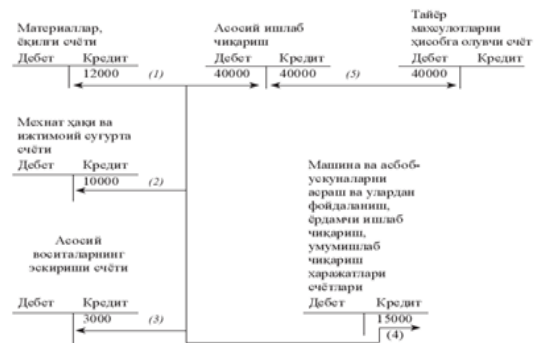 Материаллар,
ёқилғи счёти
Дебет Кредит
12000 (1)
Асосий ишлаб
чиқариш
Дебет Кредит
40000 40000 (5)
Тайёр
махсулотларни
ҳисобга олувчи счёт
Дебет Кредит
40000
Мехнат ҳақи ва
ижтимоий суғурта
счёти
Дебет Кредит
10000 (2)
Машина ва асбоб-
ускуналарни
асраш ва улардан
фойдаланиш,
ёрдамчи ишлаб
чиқариш,
умумишлаб
чиқариш
харажатлари
счётлари
Дебет Кредит
15000
(4)
Асосий
воситаларнинг
эскириши счёти
Дебет Кредит
3000 (3)